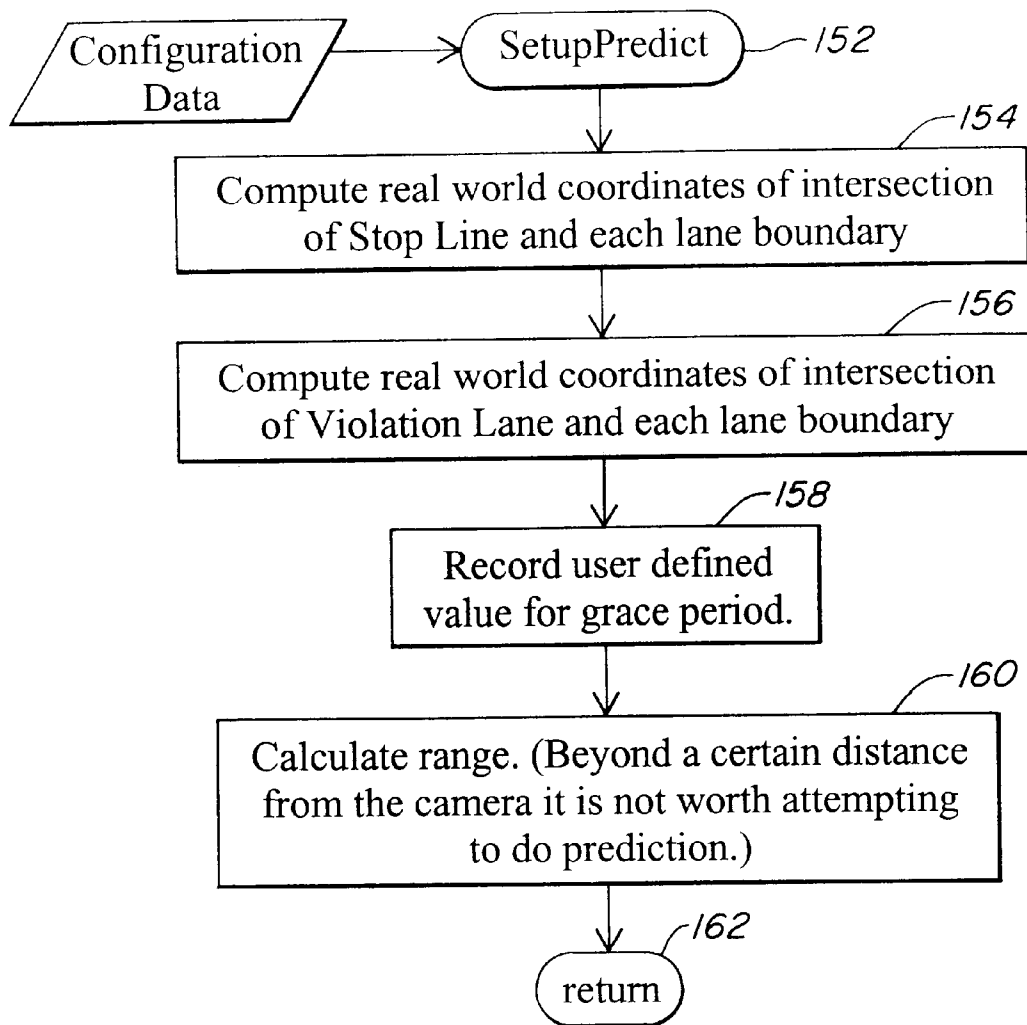 Configuration
Data
SetupPredict
152
154
Compute real world coordinates of intersection
of Stop Line and each lane boundary
156
Compute real world coordinates of intersection
of Violation Lane and each lane boundary
158
Record user defined
value for grace period.
160
Calculate range. (Beyond a certain distance
from the camera it is not worth attempting
to do prediction.)
162
return